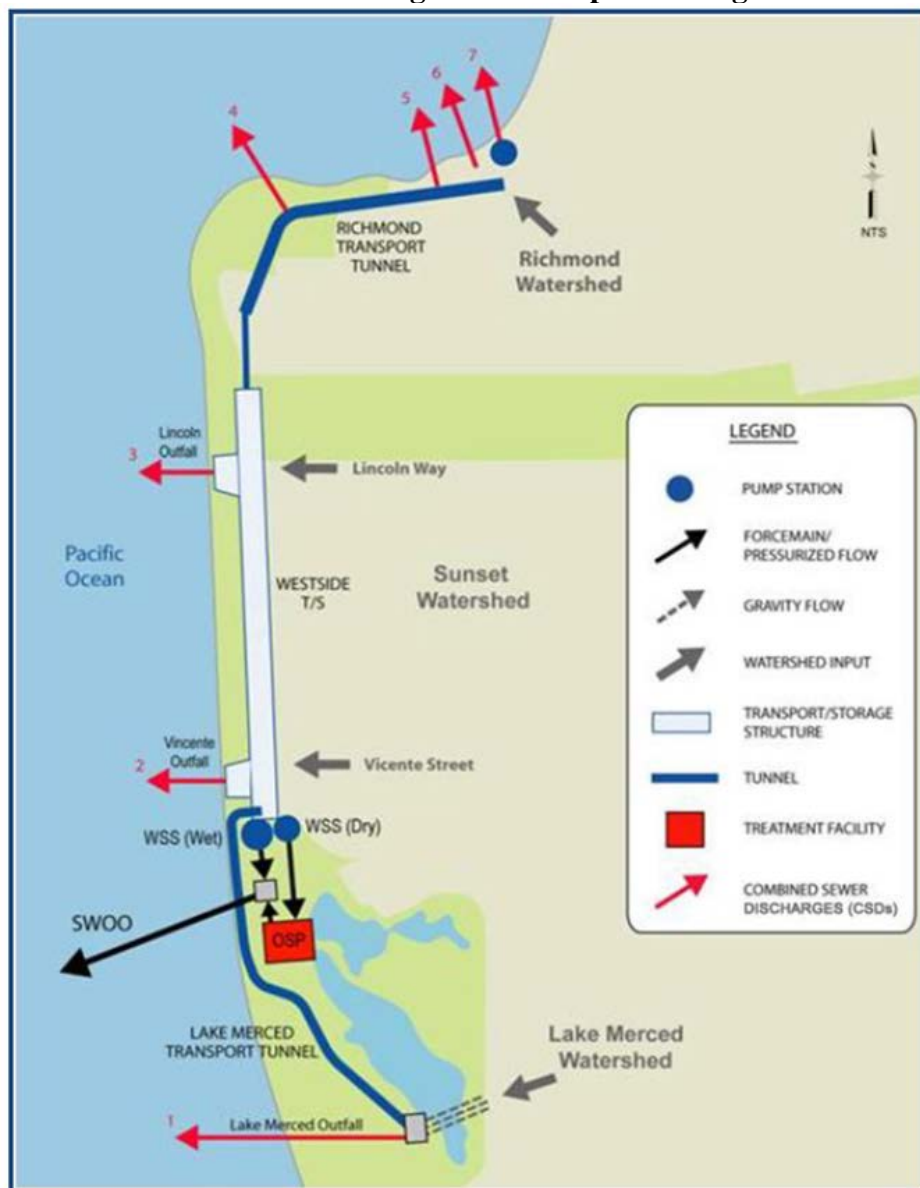 4
5
6
7
RICHMOND
TRANSPORT
TUNNEL
NTS
Richmond
Watershed
Lincoln
Outfall
3
Lincoln Way
Pacific
Ocean
WESTSIDE
T/S
Sunset
Watershed
Vincente
Outfall
2
Vicente Street
WSS (Wet)
WSS (Dry)
SWOO
OSP
LAKE MERCED
TRANSPORT TUNNEL
Lake Merced
Watershed
1
Lake Merced Outfall
LEGEND
PUMP STATION
FORCEMAIN/
PRESSURIZED FLOW
GRAVITY FLOW
WATERSHED INPUT
TRANSPORT/STORAGE
STRUCTURE
TUNNEL
TREATMENT FACILITY
COMBINED SEWER
DISCHARGES (CSDs)